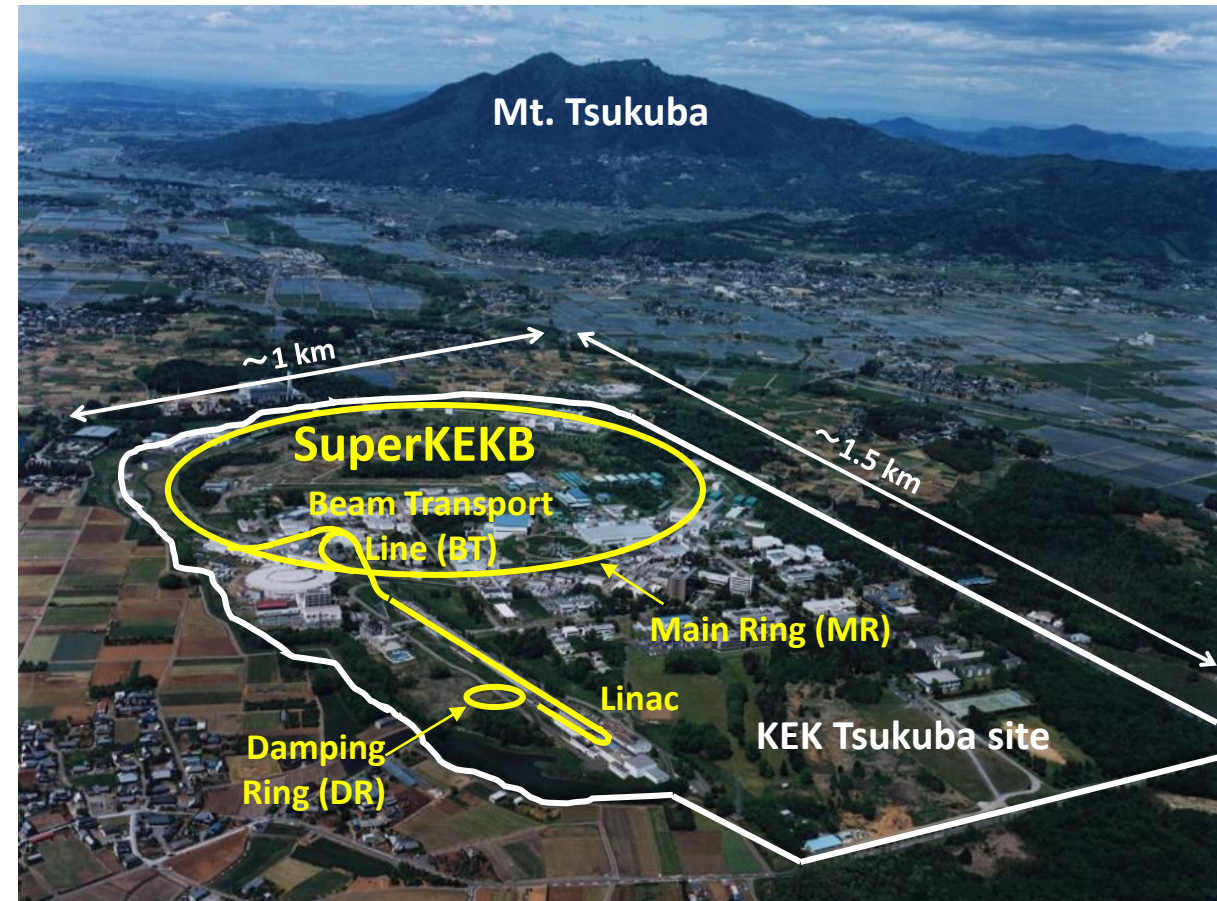 Mt. Tsukuba
～1 km
～1.5 km
SuperKEKB
Beam Transport
Line (BT)
Main Ring (MR)
Linac
KEK Tsukuba site
Damping
Ring (DR)